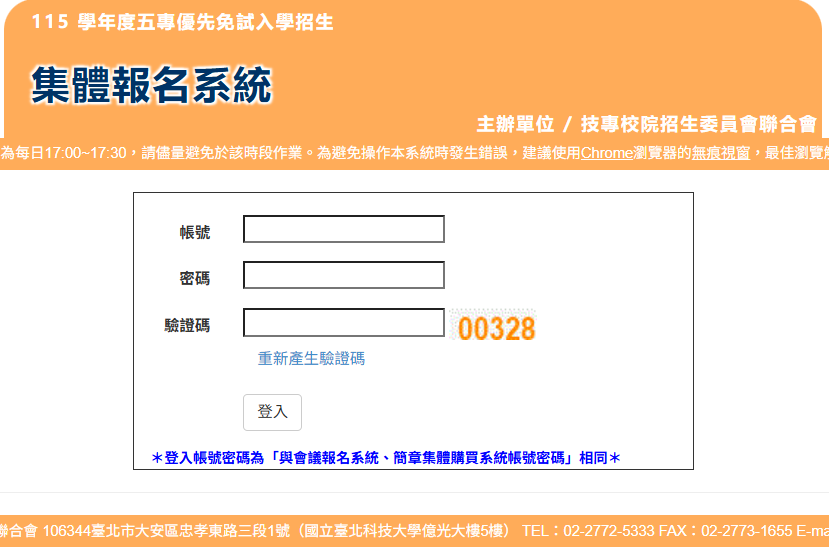 115 學年度五專優先免試入學招生
集體報名系統
主辦單位 / 技專校院招生委員會聯合會
為每日17:00~17:30，請儘量避免於該時段作業。為避免操作本系統時發生錯誤，建議使用Chrome瀏覽器的無痕視窗，最佳瀏覽
帳號
密碼
驗證碼 00328
重新產生驗證碼
登入
＊登入帳號密碼為「與會議報名系統、簡章集體購買系統帳號密碼」相同＊
聯合會 106344臺北市大安區忠孝東路三段1號（國立臺北科技大學億光大樓5樓） TEL：02-2772-5333 FAX：02-2773-1655 E-ma